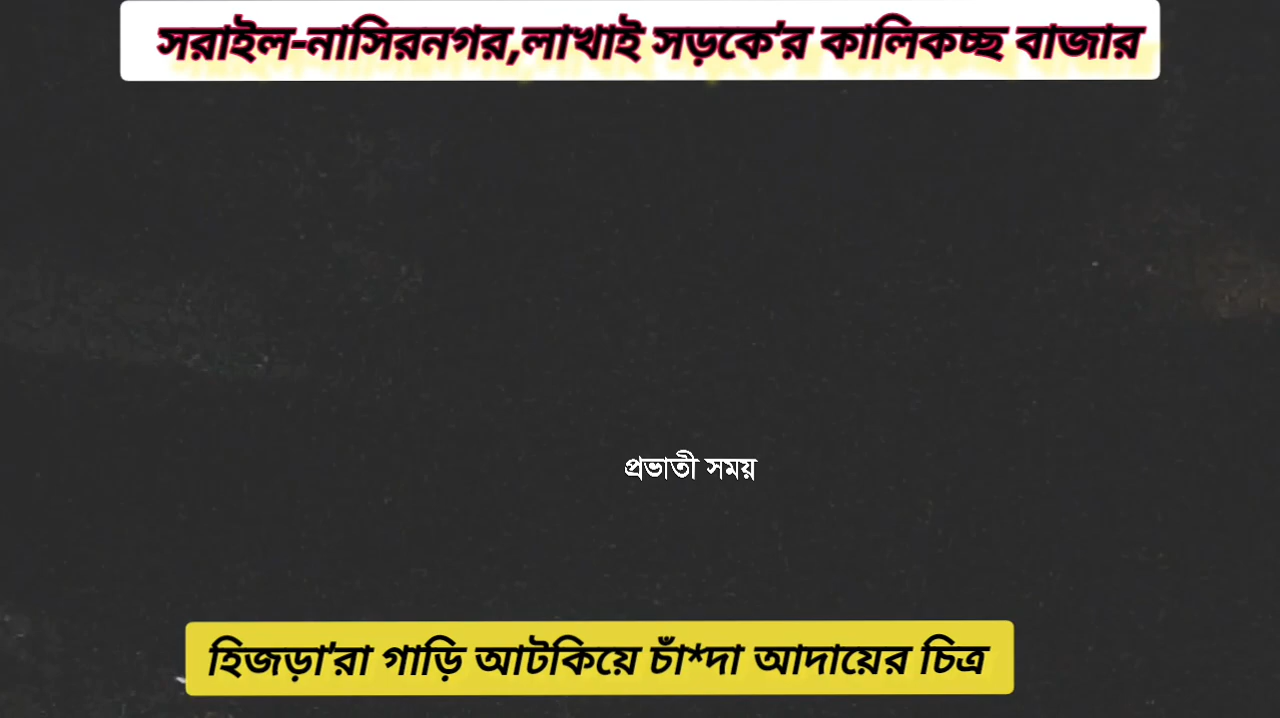 সরাইল-নাসিরনগর,লাখাই সড়কে'র কালিকচ্ছ বাজার
প্রভাতী সময়
হিজড়া'রা গাড়ি আটকিয়ে চাঁ*দা আদায়ের চিত্র